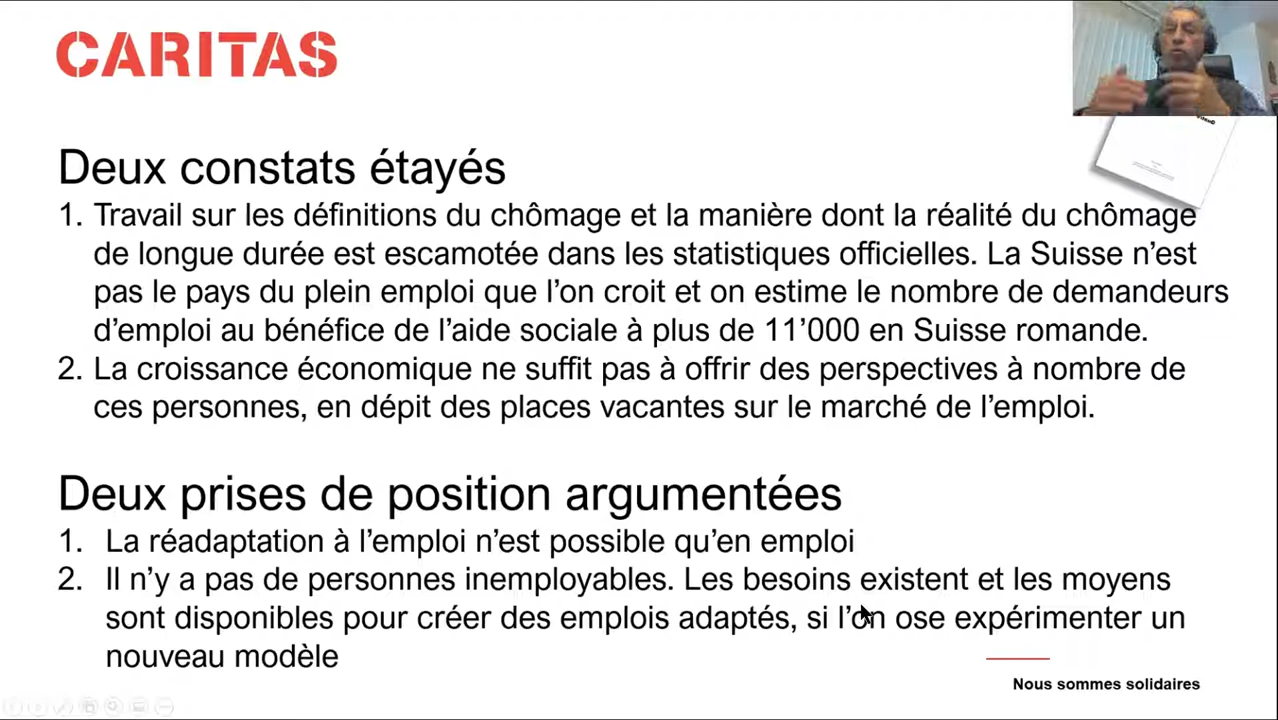 CARITAS
Deux constats étayés
1. Travail sur les définitions du chômage et la manière dont la réalité du chômage
de longue durée est escamotée dans les statistiques officielles. La Suisse n'est
pas le pays du plein emploi que l'on croit et on estime le nombre de demandeurs
d'emploi au bénéfice de l'aide sociale à plus de 11'000 en Suisse romande.
2. La croissance économique ne suffit pas à offrir des perspectives à nombre de
ces personnes, en dépit des places vacantes sur le marché de l'emploi.
Deux prises de position argumentées
1. La réadaptation à l'emploi n'est possible qu'en emploi
2. Il n'y a pas de personnes inemployables. Les besoins existent et les moyens
sont disponibles pour créer des emplois adaptés, si l'on ose expérimenter un
nouveau modèle
Nous sommes solidaires